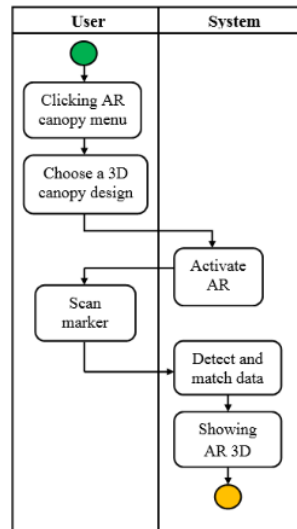 User
System
Clicking AR
canopy menu
Choose a 3D
canopy design
Activate
AR
Scan
marker
Detect and
match data
Showing
AR 3D